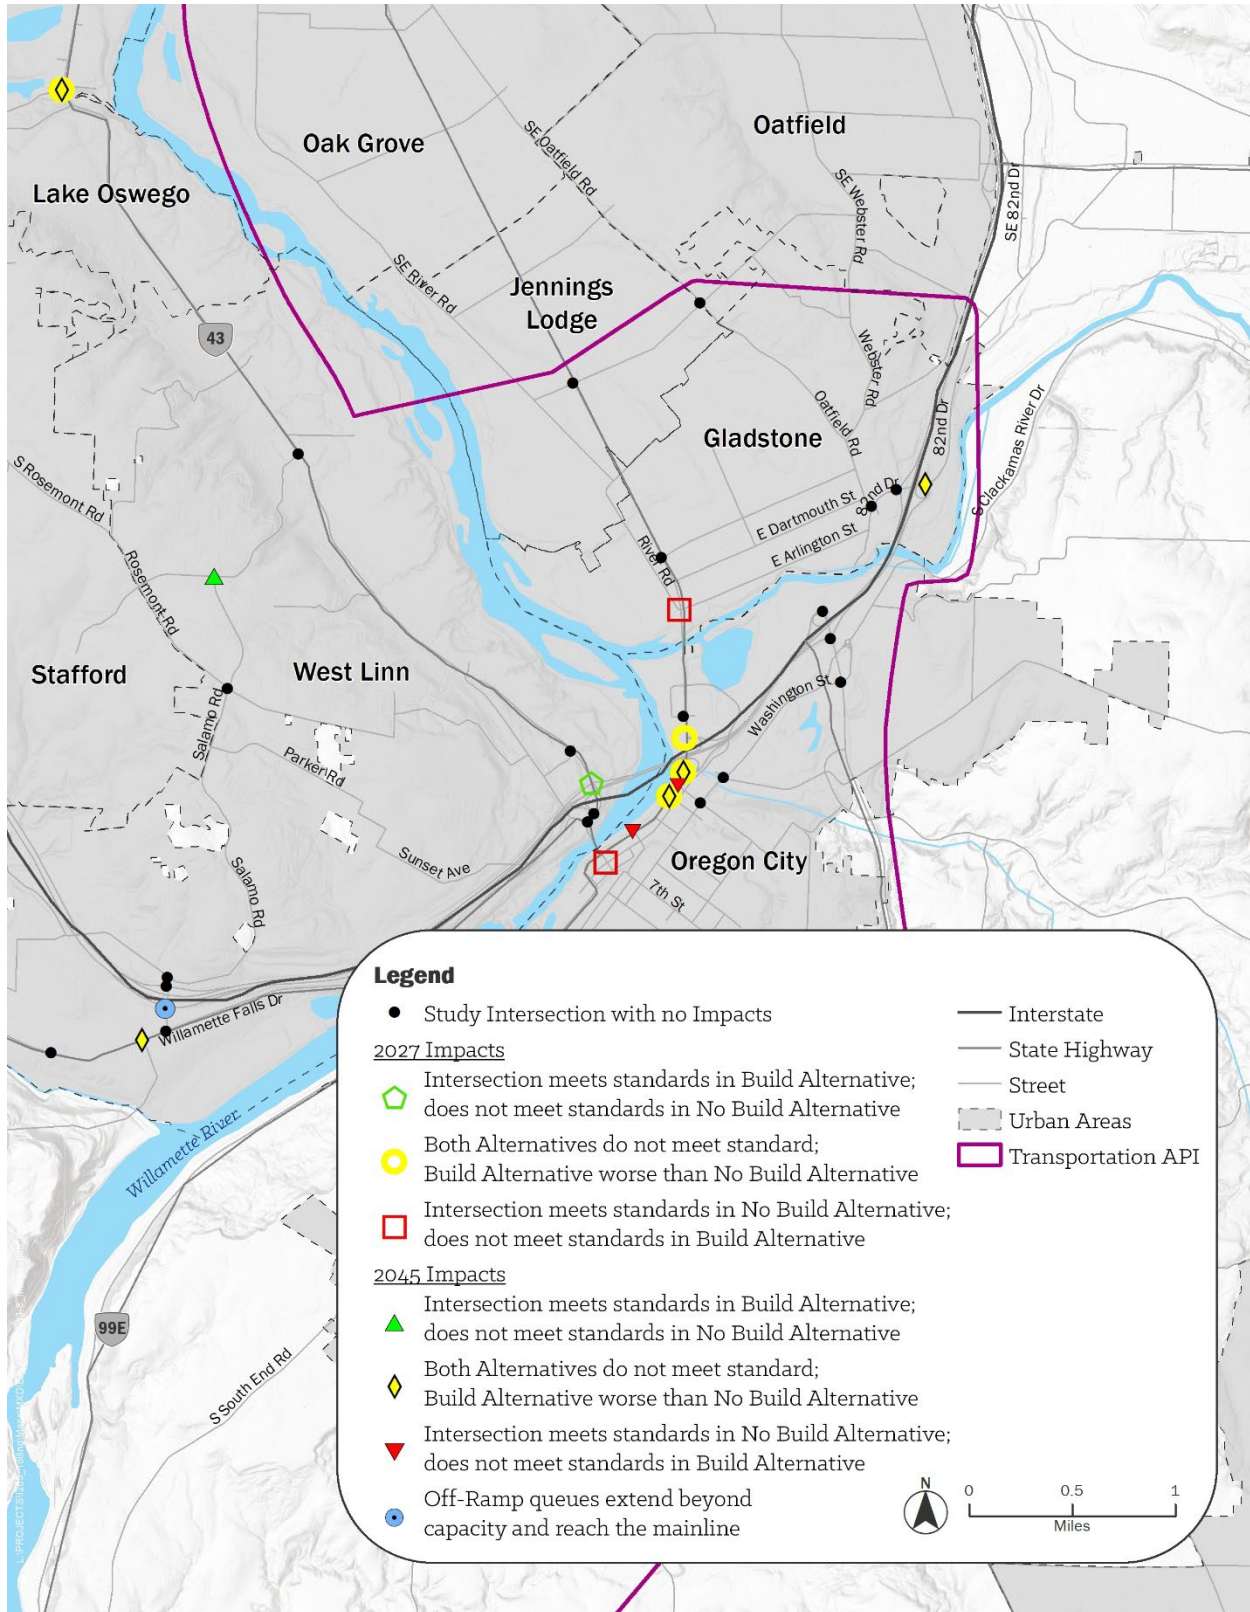 Oatfield
Oak Grove
SE Oatfield Rd
Lake Oswego
SE Webster Rd
SE 82nd Dr
SE River Rd
Jennings
Lodge
43
Webster Rd
Oatfield Rd
82nd Dr
S Clackamas River Dr
Gladstone
S Rosemont Rd
E Dartmouth St
82nd Dr
E Arlington St
River Rd
Rosemont Rd
Stafford
West Linn
Salamo Rd
Washington St
Parker Rd
Sunset Ave
Oregon City
7th St
Salamo Rd
Willamette Falls Dr
Willamette River
99E
S South End Rd
Legend
Study Intersection with no Impacts
2027 Impacts
Intersection meets standards in Build Alternative;
does not meet standards in No Build Alternative
Both Alternatives do not meet standard;
Build Alternative worse than No Build Alternative
Intersection meets standards in No Build Alternative;
does not meet standards in Build Alternative
2045 Impacts
Intersection meets standards in Build Alternative;
does not meet standards in No Build Alternative
Both Alternatives do not meet standard;
Build Alternative worse than No Build Alternative
Intersection meets standards in No Build Alternative;
does not meet standards in Build Alternative
Off-Ramp queues extend beyond
capacity and reach the mainline
Interstate
State Highway
Street
Urban Areas
Transportation API
N
0 0.5 1
Miles